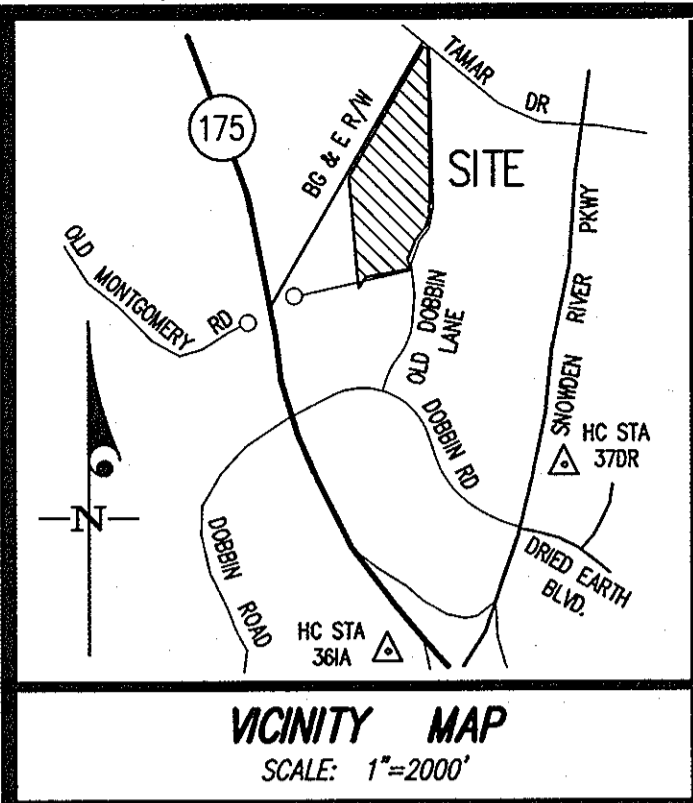 TAMAR
DR
175
BG & E R/W
SITE
OLD MONTGOMERY RD
SNOWDEN RIVER PKWY
OLD DOBBIN
LANE
DOBBIN RD
HC STA
37DR
N
DOBBIN ROAD
DRIED EARTH
BLVD.
HC STA
36IA
VICINITY MAP
SCALE: 1"=2000'